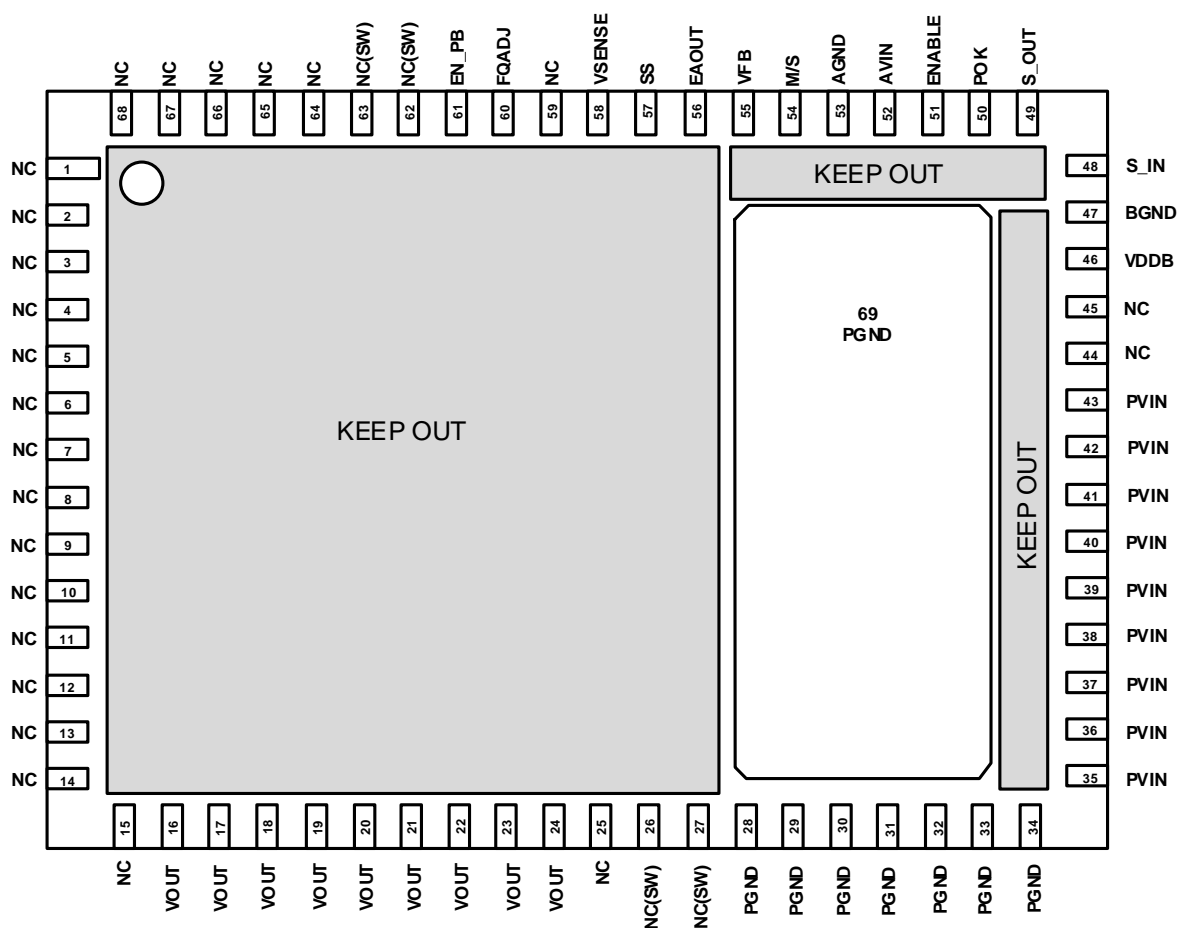 NC NC NC NC NC NC(SW) NC(SW) EN_PB FQADJ NC VSENSE SS EAOUT VFB M/S AGND AVIN ENABLE POK S_OUT
68 67 66 65 64 63 62 61 60 59 58 57 56 55 54 53 52 51 50 49
NC 1
KEEP OUT
48 S_IN
NC 2
47 BGND
NC 3
46 VDDB
NC 4
69
PGND
45 NC
NC 5
44 NC
NC 6
43 PVIN
KEEP OUT
NC 7
42 PVIN
NC 8
KEEP OUT
41 PVIN
NC 9
40 PVIN
NC 10
39 PVIN
NC 11
38 PVIN
NC 12
37 PVIN
NC 13
36 PVIN
NC 14
35 PVIN
15 16 17 18 19 20 21 22 23 24 25 26 27 28 29 30 31 32 33 34
NC VOUT VOUT VOUT VOUT VOUT VOUT VOUT VOUT VOUT NC NC(SW) NC(SW) PGND PGND PGND PGND PGND PGND PGND